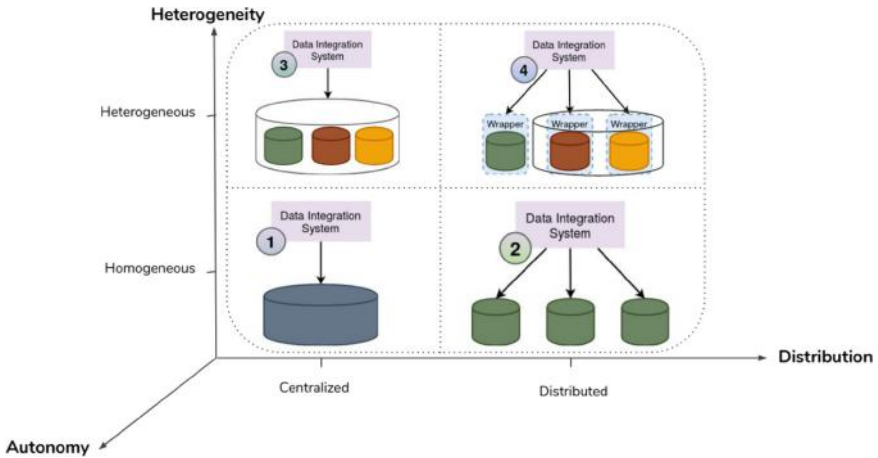 Heterogeneity
Data Integration
System
3
Data Integration
System
4
Heterogeneous
Wrapper
Wrapper
Wrapper
Data Integration
System
1
Data Integration
System
2
Homogeneous
Distribution
Centralized
Distributed
Autonomy